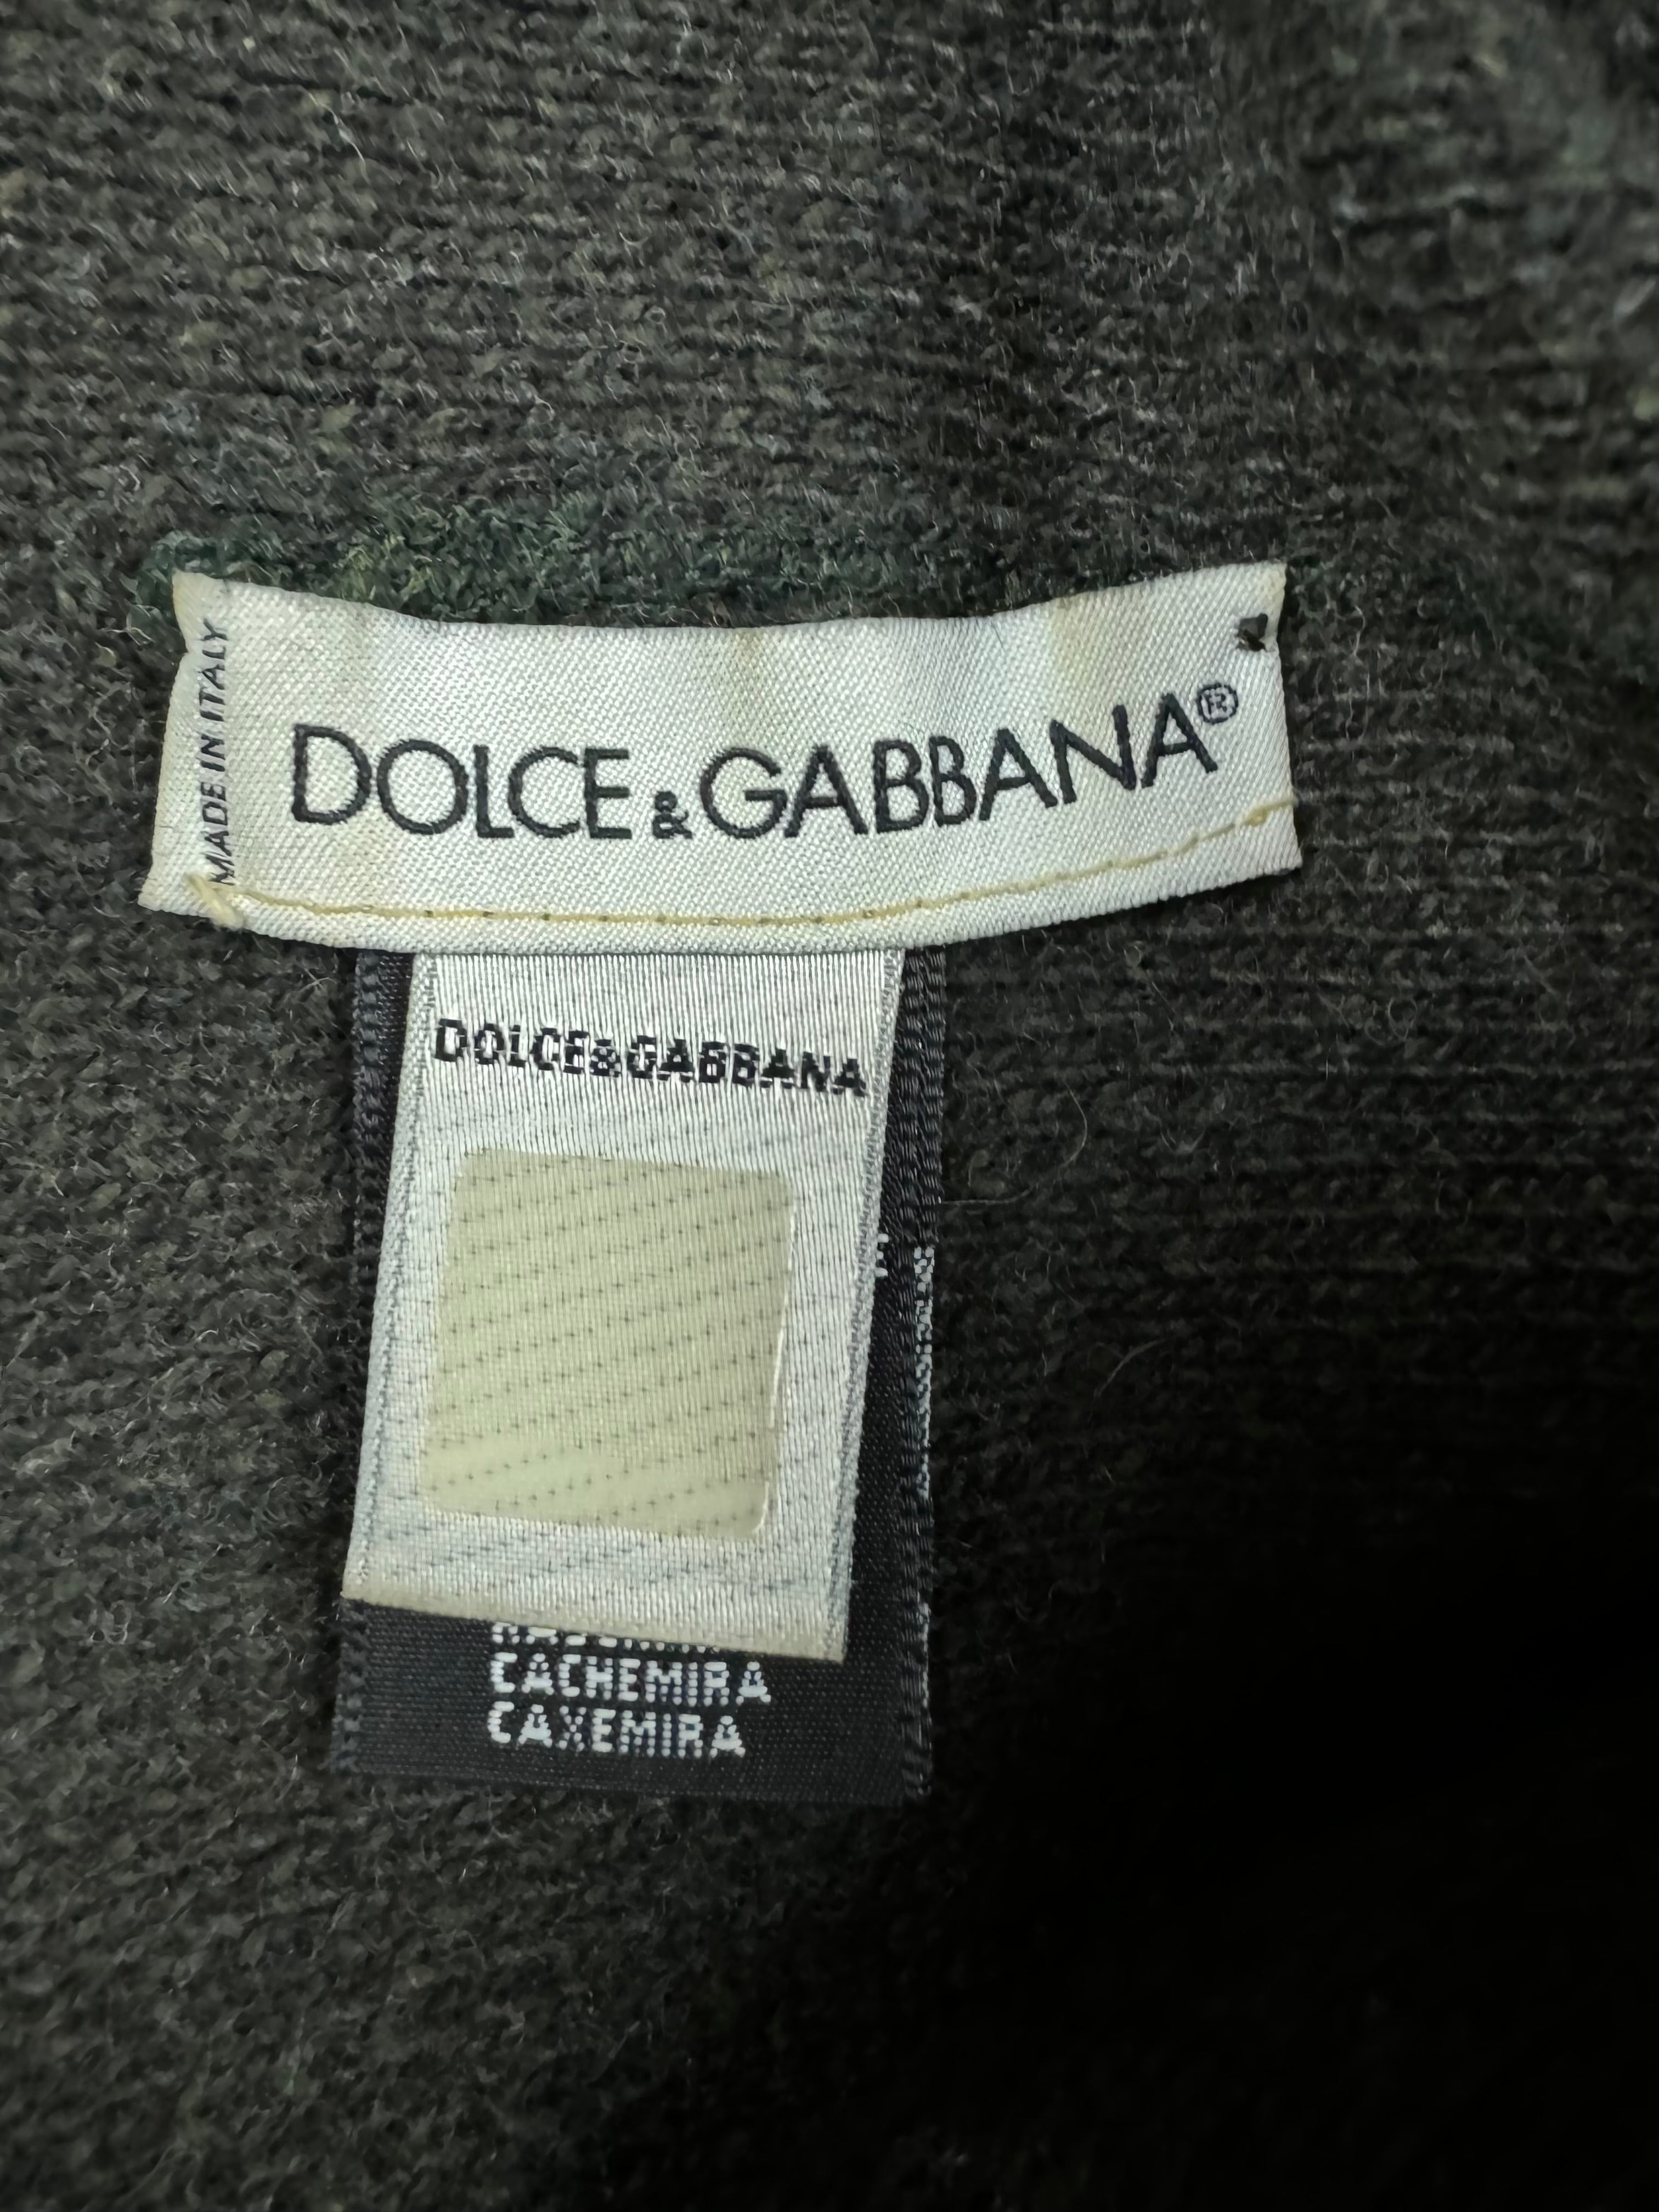 MADE IN ITALY
DOLCE & GABBANA®
DOLCE&GABBANA
CACHEMIRA
CAXEMIRA